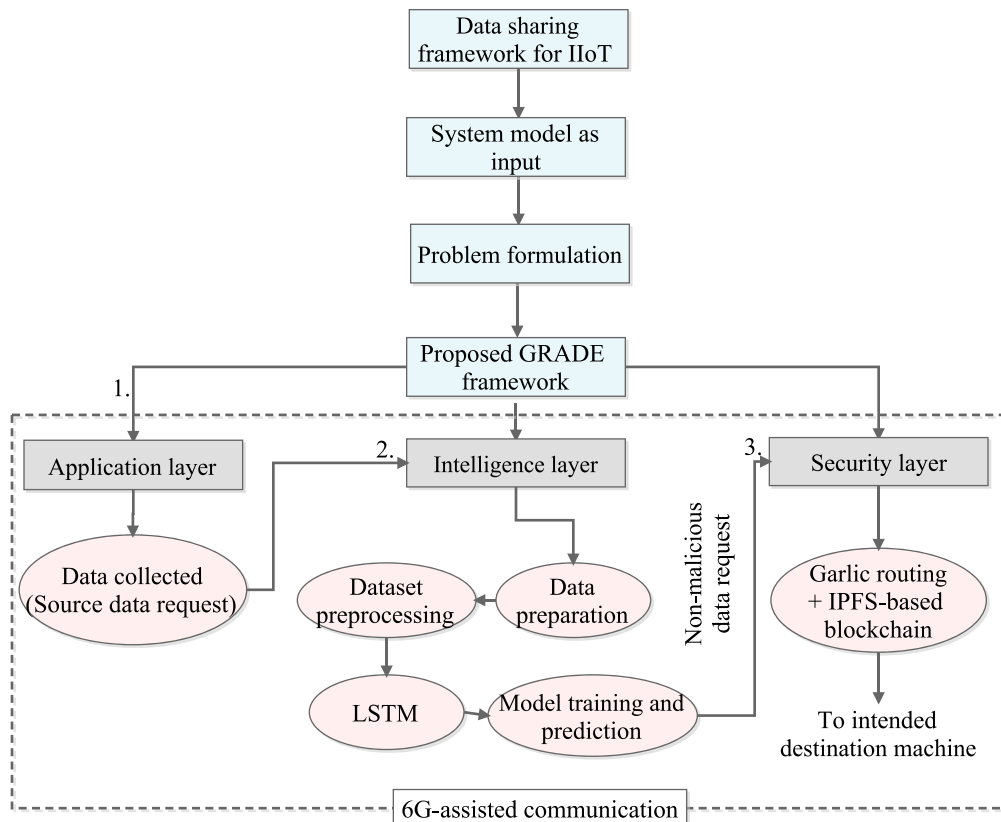 Data sharing
framework for IIoT
System model as
input
Problem formulation
Proposed GRADE
framework
1.
Application layer
2.
Intelligence layer
3.
Security layer
Data collected
(Source data request)
Dataset
preprocessing
Data
preparation
Non-malicious
data request
Garlic routing
+ IPFS-based
blockchain
LSTM
Model training and
prediction
To intended
destination machine
6G-assisted communication